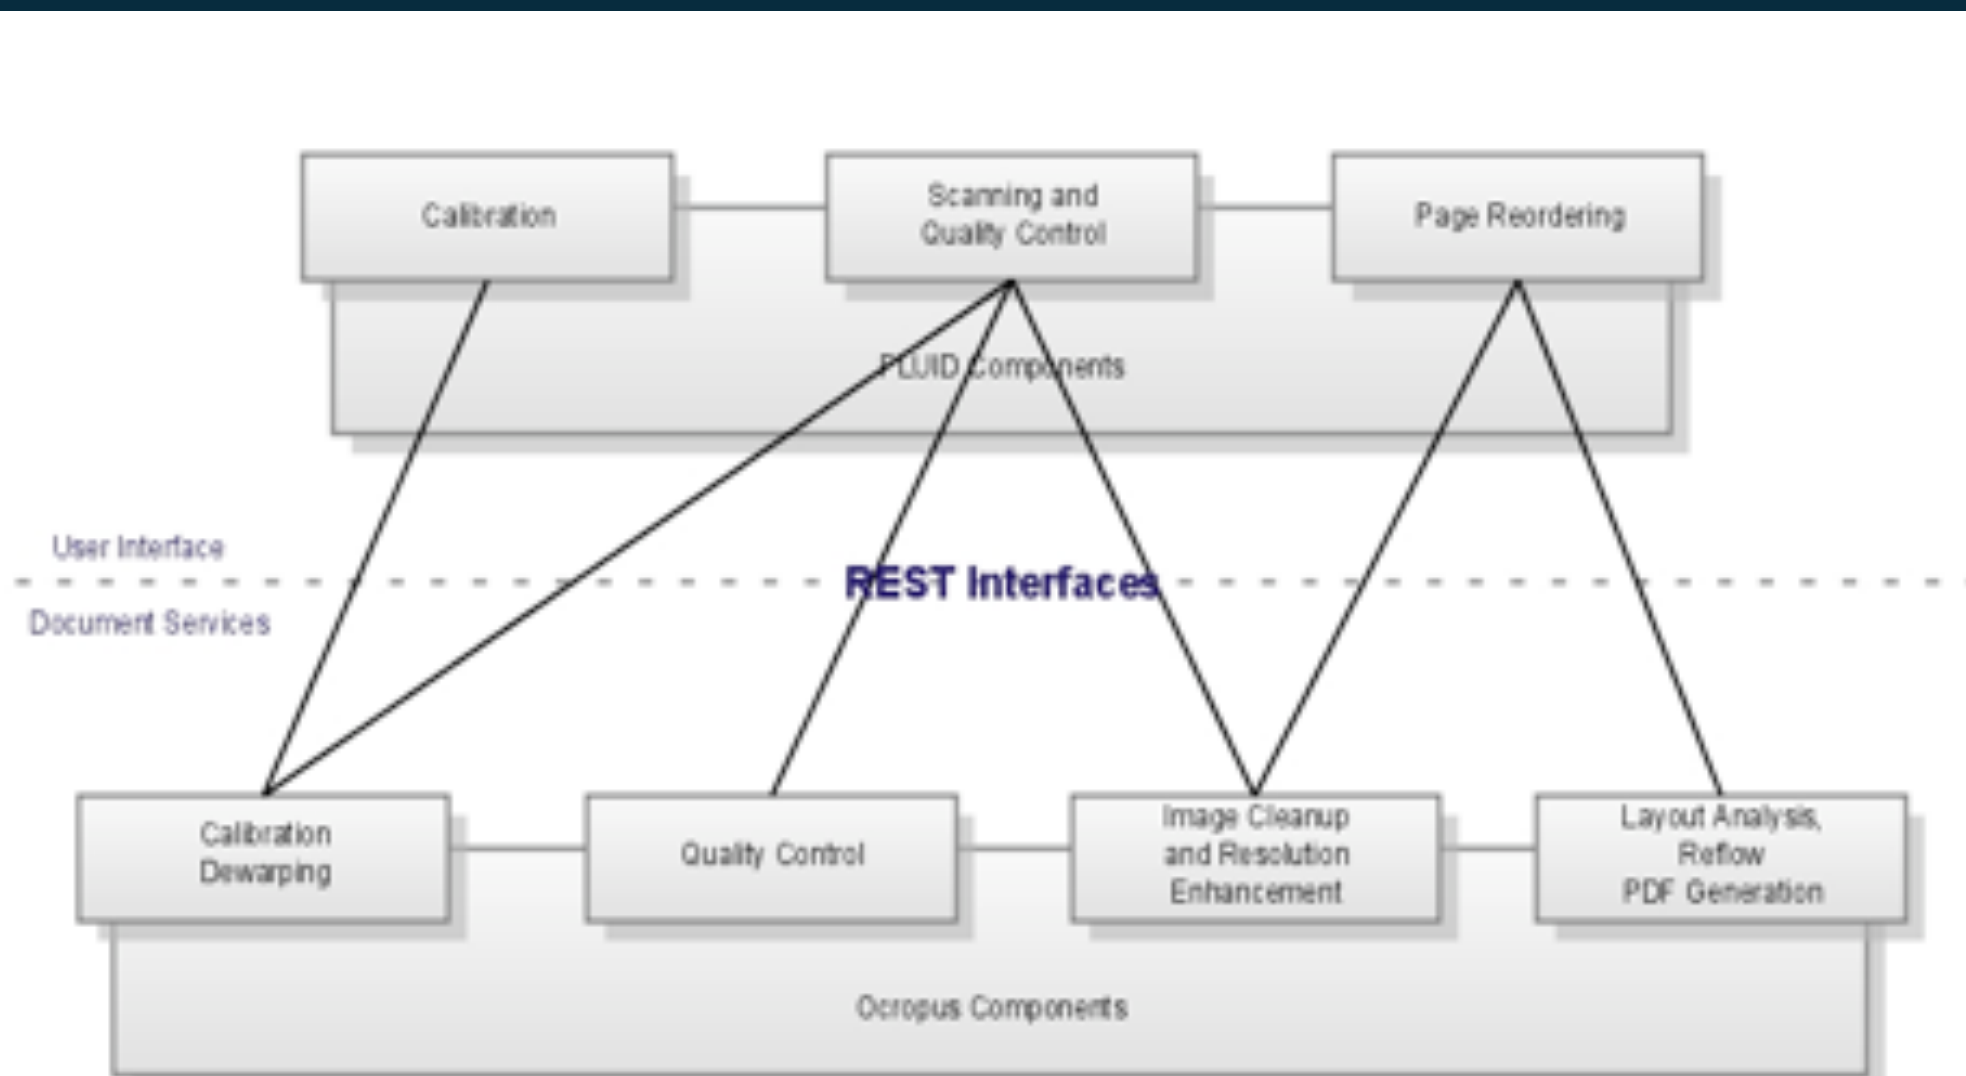 Calibration
Scanning and
Quality Control
Page Reordering
FLUID Components
User Interface
REST Interfaces
Document Services
Calibration
Dewarping
Quality Control
Image Cleanup
and Resolution
Enhancement
Layout Analysis,
Reflow
PDF Generation
Ocropus Components